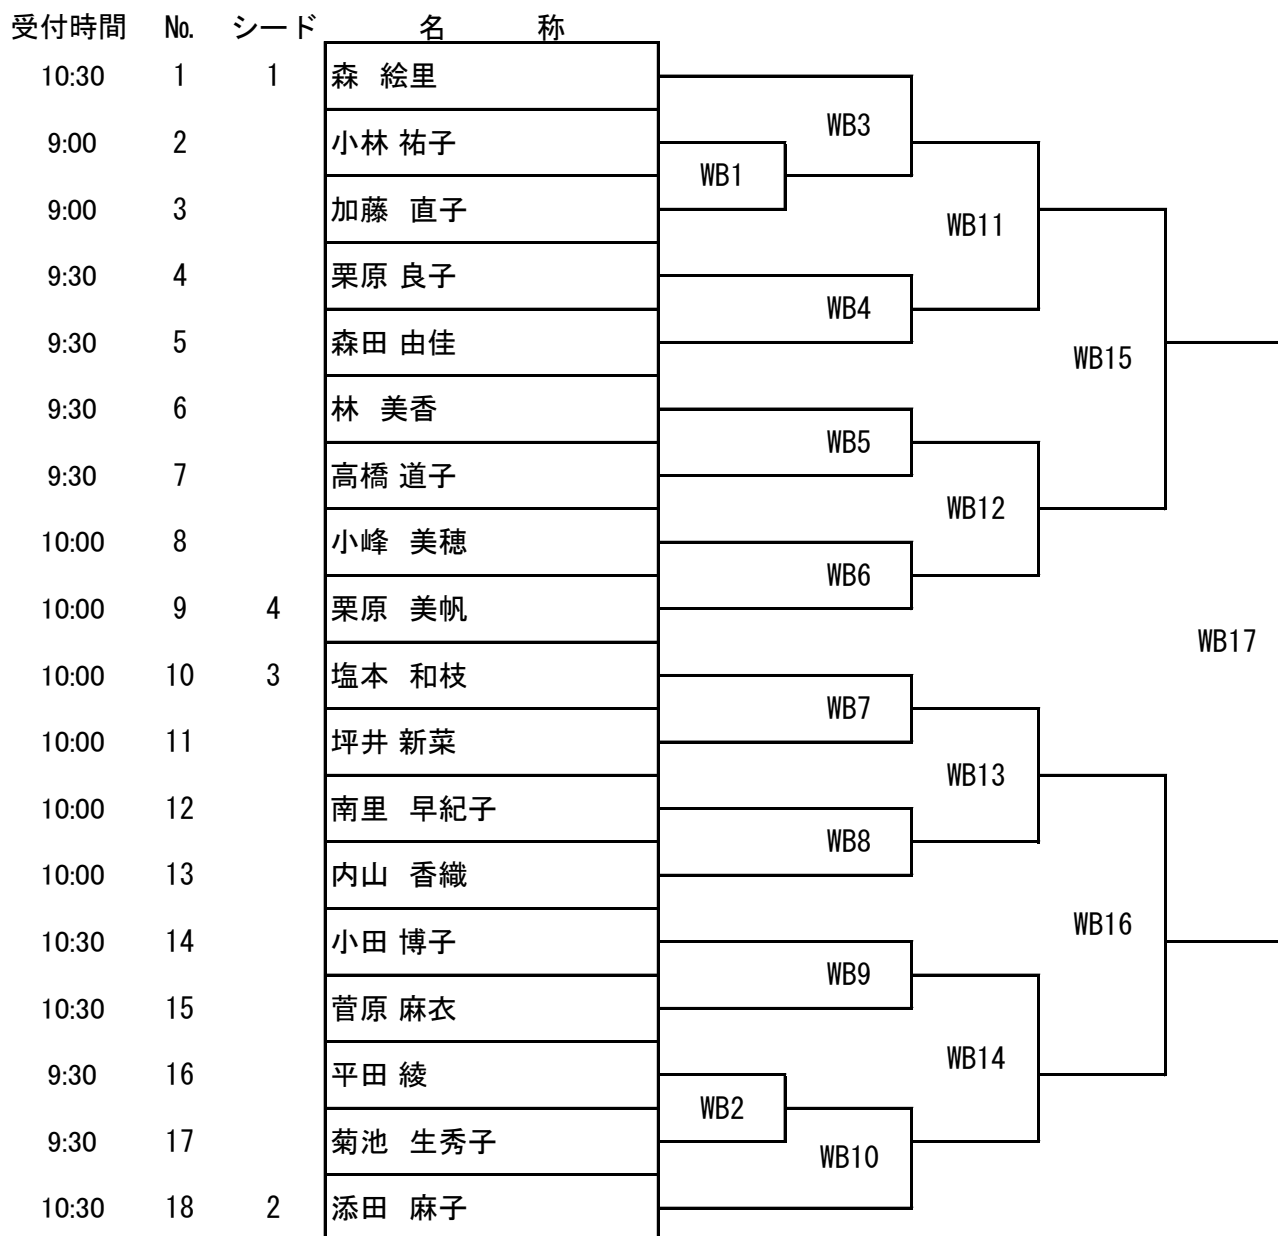 受付時間 № シード 名 称
10:30 1 1 森 絵里
WB3
9:00 2 小林 祐子
WB1
9:00 3 加藤 直子
WB11
9:30 4 栗原 良子
WB4
9:30 5 森田 由佳
WB15
9:30 6 林 美香
WB5
9:30 7 高橋 道子
WB12
10:00 8 小峰 美穂
WB6
10:00 9 4 栗原 美帆
WB17
10:00 10 3 塩本 和枝
WB7
10:00 11 坪井 新菜
WB13
10:00 12 南里 早紀子
WB8
10:00 13 内山 香織
WB16
10:30 14 小田 博子
WB9
10:30 15 菅原 麻衣
WB14
9:30 16 平田 綾
WB2
9:30 17 菊池 生秀子
WB10
10:30 18 2 添田 麻子